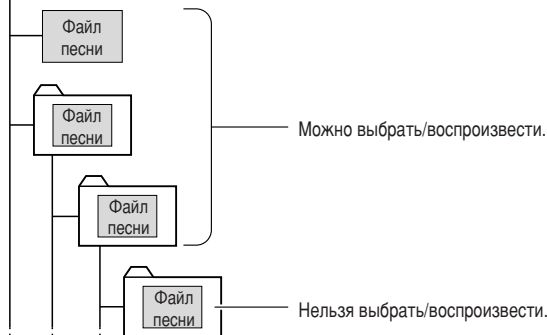 Файл
песни
Файл
песни
Можно выбрать/воспроизвести.
Файл
песни
Файл
песни
Нельзя выбрать/воспроизвести.